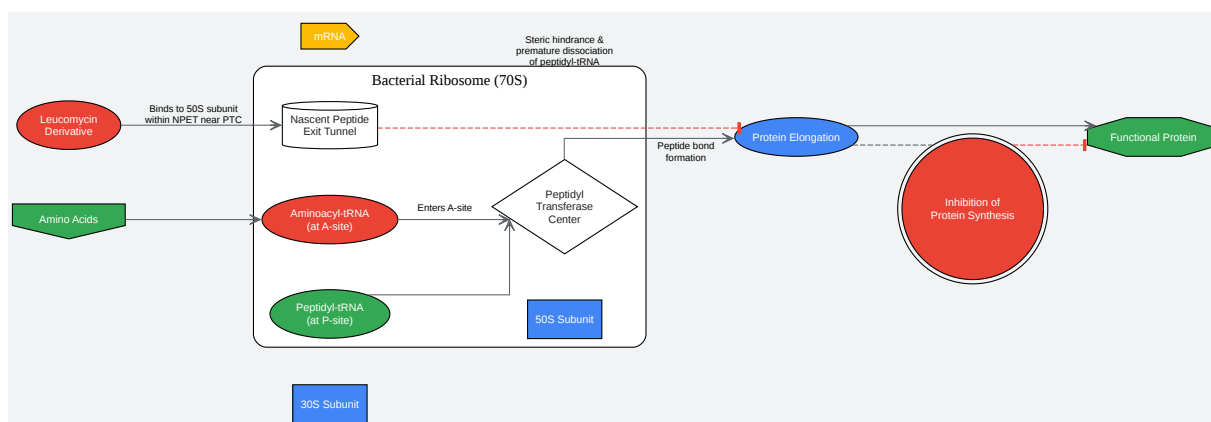 mRNA
Steric hindrance &
premature dissociation
of peptidyl-tRNA
Bacterial Ribosome (70S)
Leucomycin
Derivative
Binds to 50S subunit
within NPET near PTC
Nascent Peptide
Exit Tunnel
Protein Elongation
Functional Protein
Peptide bond
formation
Amino Acids
Aminoacyl-tRNA
(at A-site)
Enters A-site
Peptidyl
Transferase
Center
Inhibition of
Protein Synthesis
Peptidyl-tRNA
(at P-site)
50S Subunit
30S Subunit